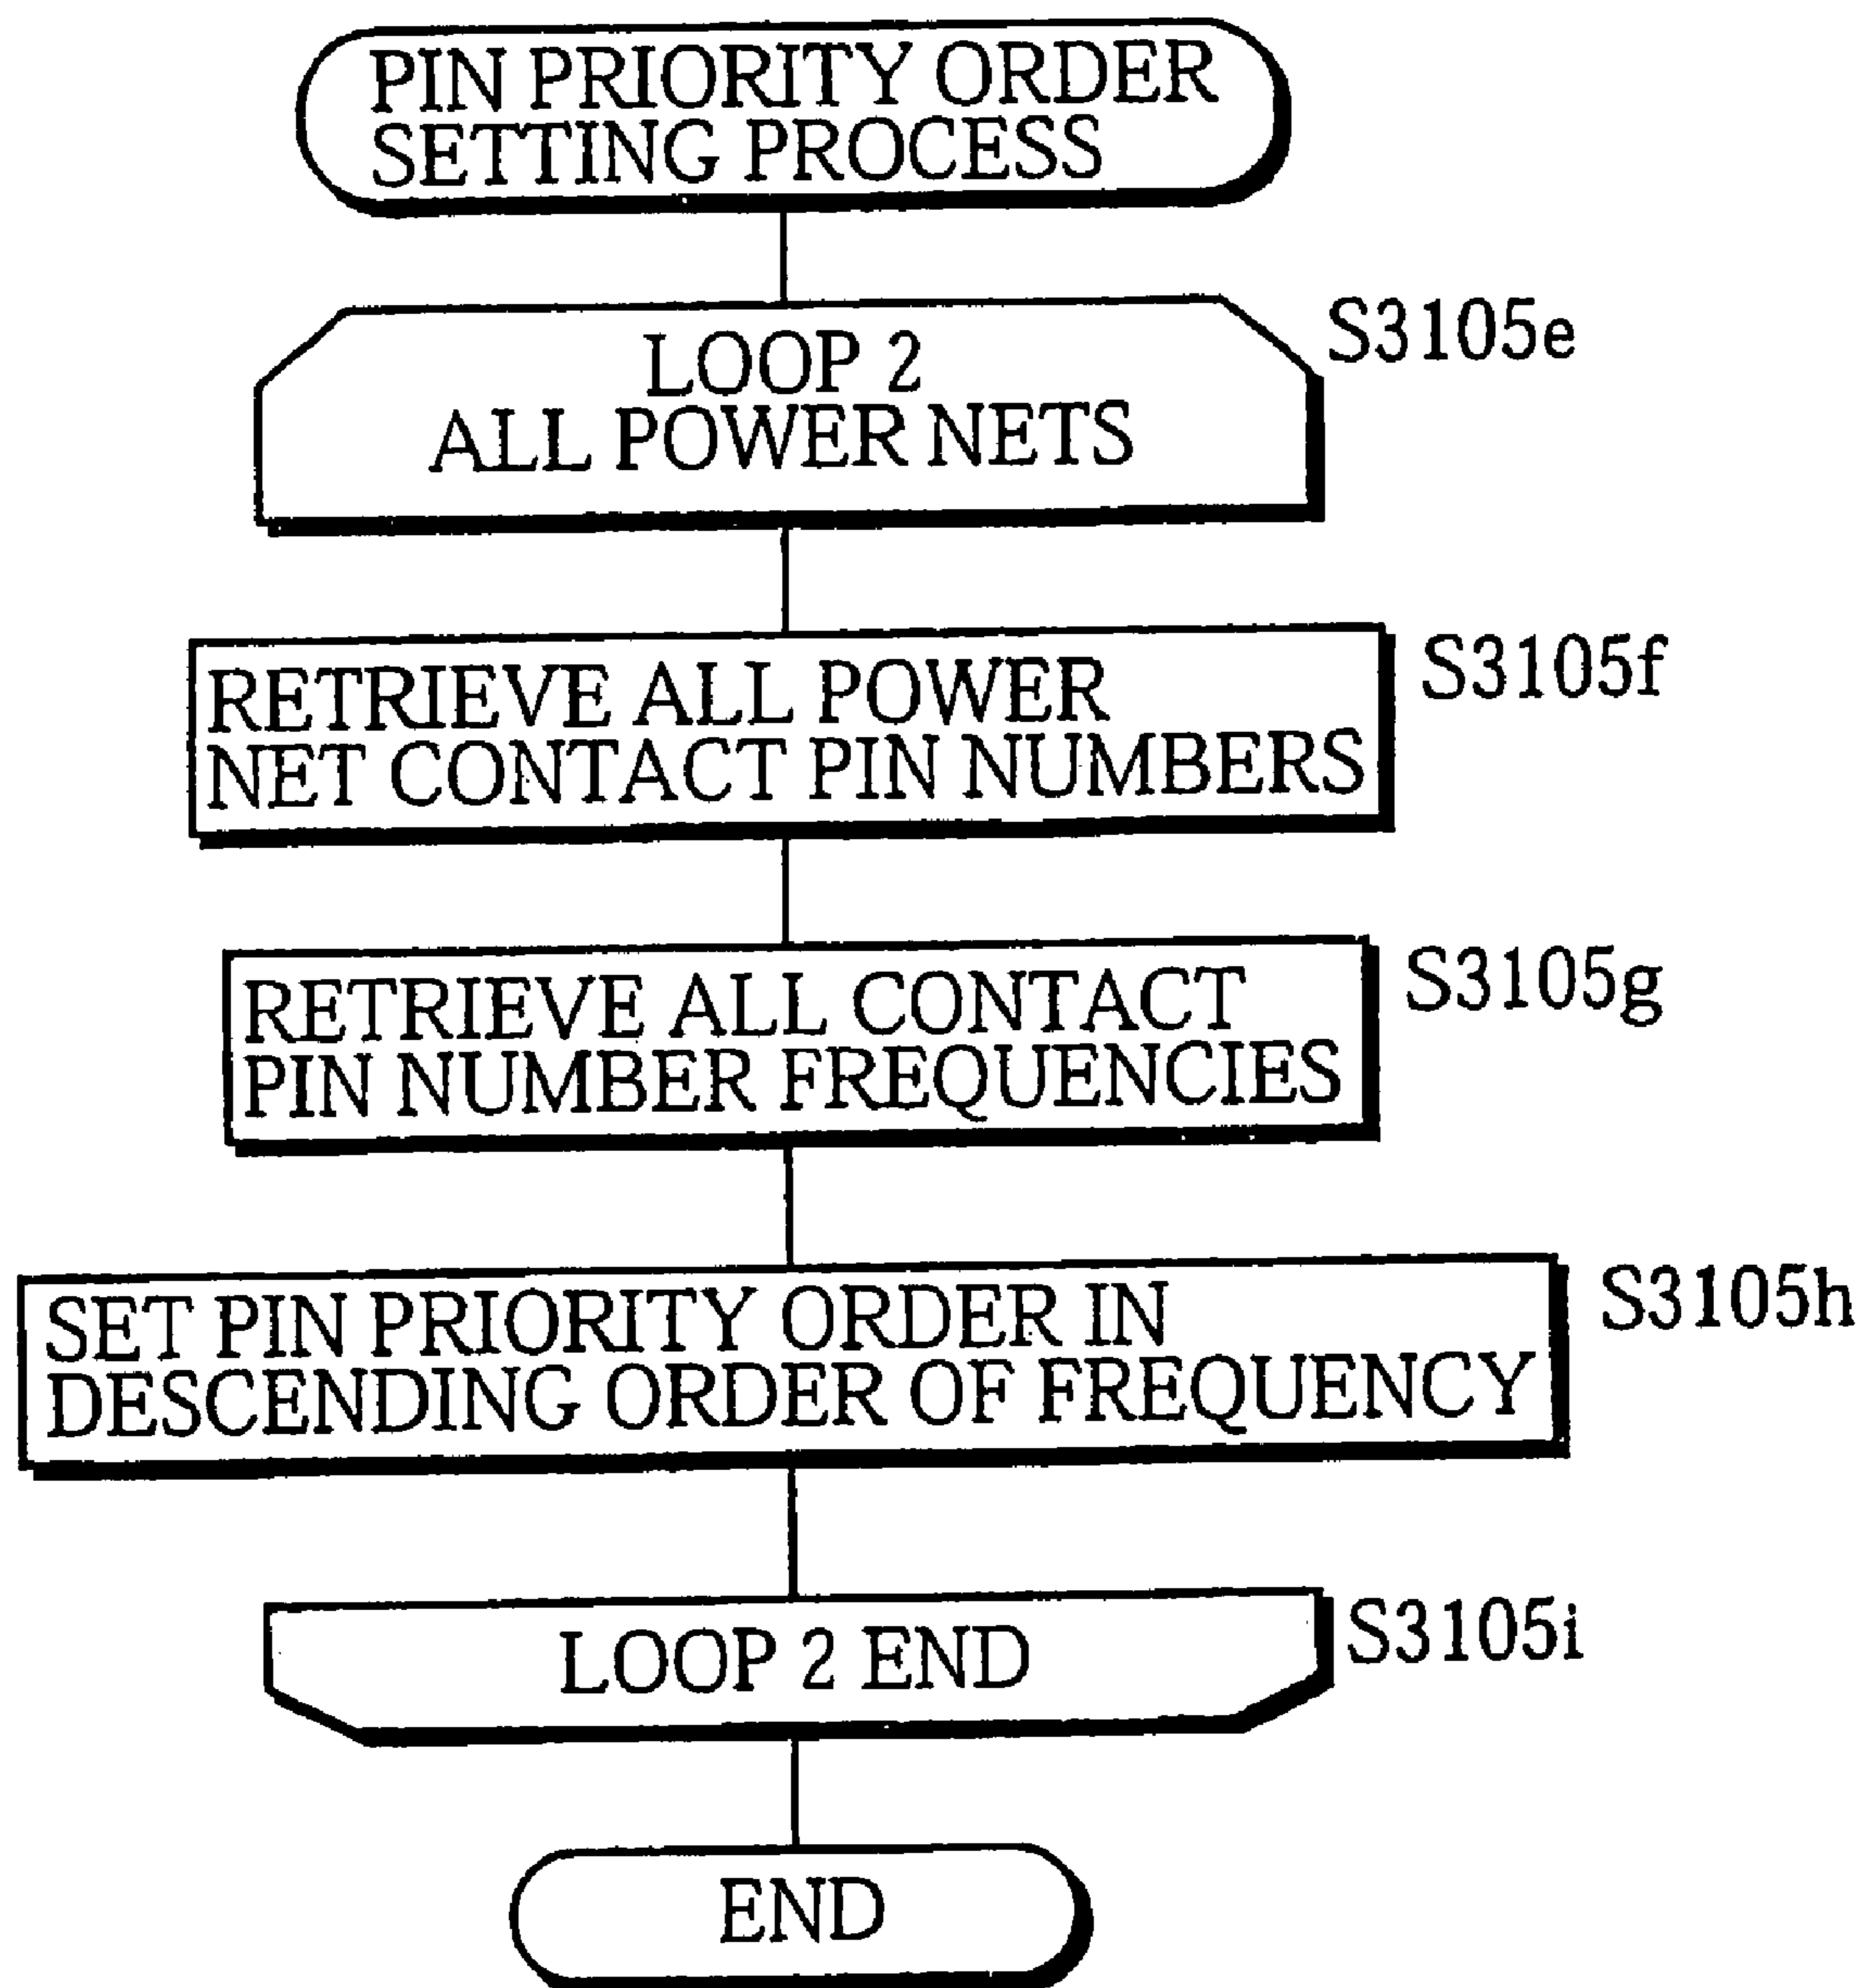 PIN PRIORITY ORDER
SETTING PROCESS
LOOP 2
ALL POWER NETS
S3105e
RETRIEVE ALL POWER
NET CONTACT PIN NUMBERS
S3105f
RETRIEVE ALL CONTACT
PIN NUMBER FREQUENCIES
S3105g
SET PIN PRIORITY ORDER IN
DESCENDING ORDER OF FREQUENCY
S3105h
LOOP 2 END
S3105i
END